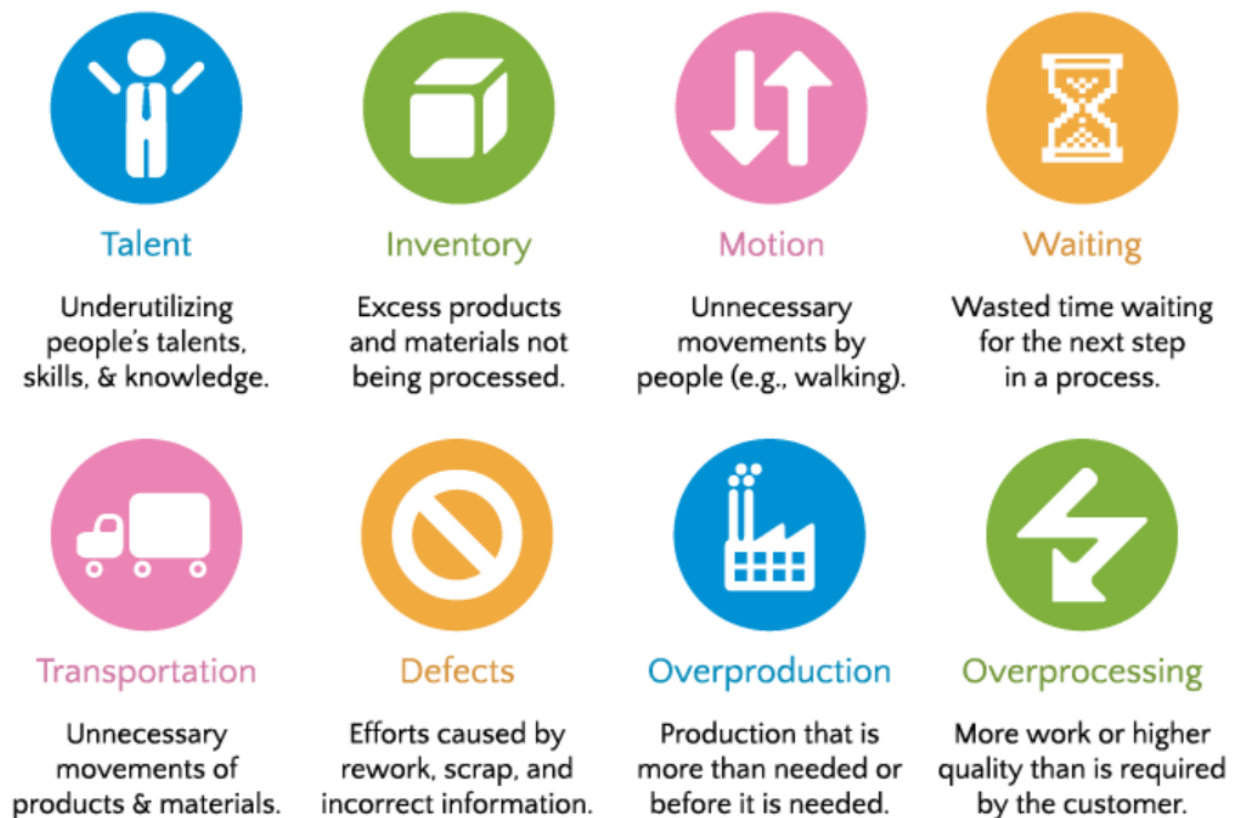 Talent
Underutilizing
people's talents,
skills, & knowledge.
Inventory
Excess products
and materials not
being processed.
Motion
Unnecessary
movements by
people (e.g., walking).
Waiting
Wasted time waiting
for the next step
in a process.
Transportation
Unnecessary
movements of
products & materials.
Defects
Efforts caused by
rework, scrap, and
incorrect information.
Overproduction
Production that is
more than needed or
before it is needed.
Overprocessing
More work or higher
quality than is required
by the customer.